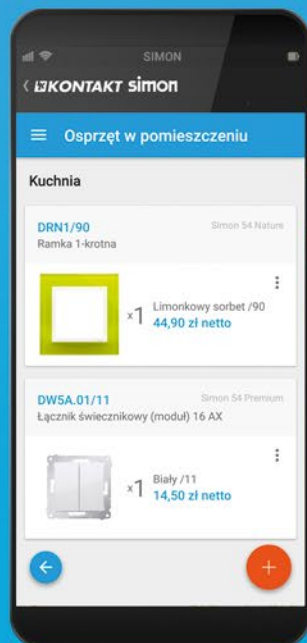 SIMON
KONTAKT simon
Osprzęt w pomieszczeniu
Kuchnia
DRN1/90
Simon 54 Nature
Ramka 1-krotna
x1
Limonkowy sorbet /90
44,90 zł netto
DW5A.01/11
Simon 54 Premium
Łącznik świecznikowy (moduł) 16 AX
x1
Biały /11
14,50 zł netto